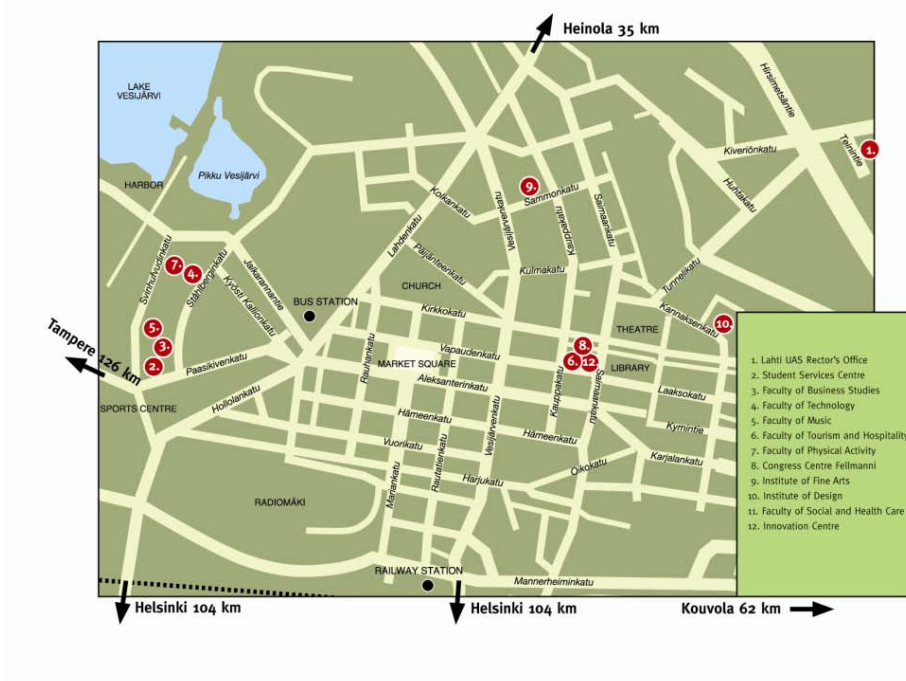 Heinola 35 km
LAKE
VESIJÄRVI
Hirsimetsäntie
Kiveriönkatu
Teinintie
1.
Pikku Vesijärvi
HARBOR
9.
Sammonkatu
Kolkankatu
Huhtakatu
Lahdenkatu
Vesijärvenkatu
Kauppakatu
Saimaankatu
Svinhufvudinkatu
7.
4.
Ståhlberginkatu
Jalkarannantie
Kyösti Kallionkatu
Päijänteenkatu
Kulmakatu
Tunnelikatu
CHURCH
BUS STATION
Kirkkokatu
Kannaksenkatu
10.
THEATRE
5.
3.
2.
Tampere 126 km
Paasikivenkatu
Rauhankatu
Vapaudenkatu
MARKET SQUARE
8.
6.
12.
LIBRARY
Aleksanterinkatu
SPORTS CENTRE
Hollolankatu
Laaksokatu
Hämeenkatu
Kauppakatu
Saimaankatu
Vesijärvenkatu
Kymintie
Hämeenkatu
Vuorikatu
Rautatienkatu
Mariankatu
Harjukatu
Oikokatu
Karjalankatu
RADIOMÄKI
RAILWAY STATION
Mannerheiminkatu
Helsinki 104 km
Helsinki 104 km
Kouvola 62 km
1. Lahti UAS Rector's Office
2. Student Services Centre
3. Faculty of Business Studies
4. Faculty of Technology
5. Faculty of Music
6. Faculty of Tourism and Hospitality
7. Faculty of Physical Activity
8. Congress Centre Fellmanni
9. Institute of Fine Arts
10. Institute of Design
11. Faculty of Social and Health Care
12. Innovation Centre